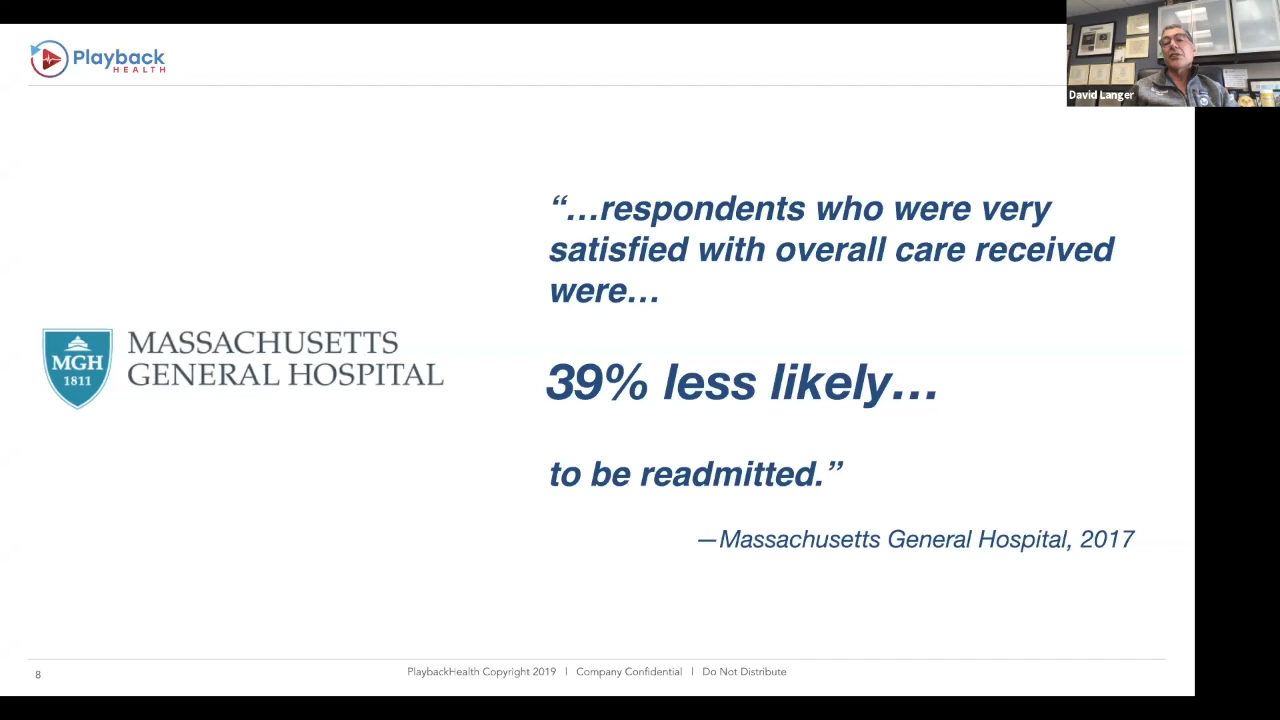 Playback
HEALTH
David Langer
“…respondents who were very
satisfied with overall care received
were…
39% less likely…
to be readmitted.”
—Massachusetts General Hospital, 2017
MGH
1811
MASSACHUSETTS
GENERAL HOSPITAL
8
PlaybackHealth Copyright 2019 | Company Confidential | Do Not Distribute